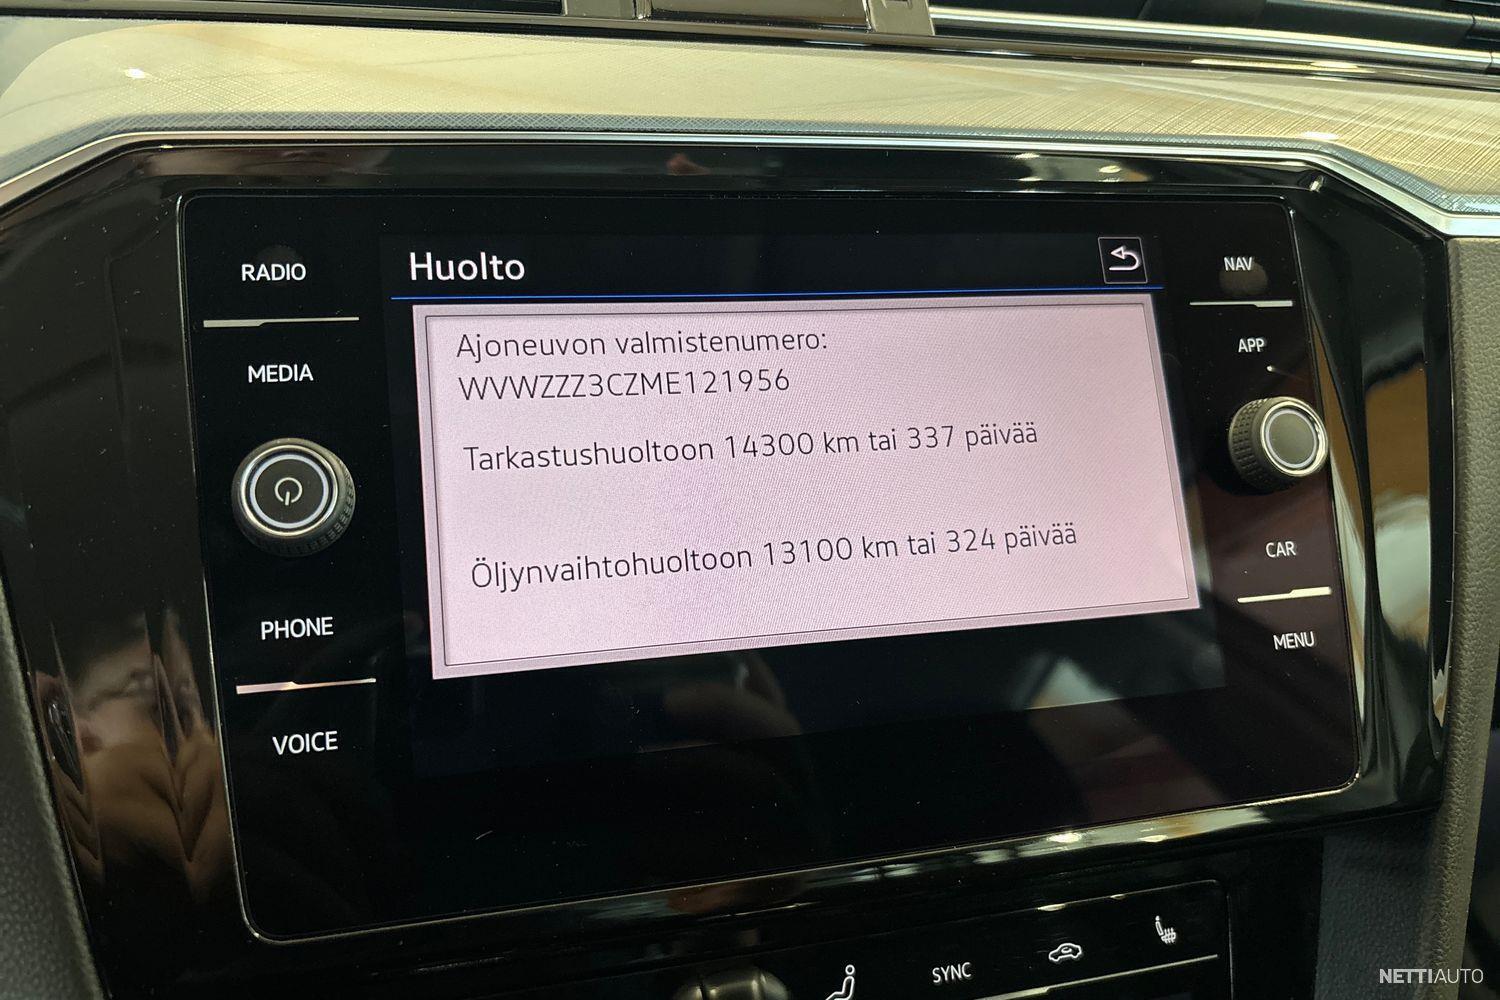 RADIO
MEDIA
PHONE
VOICE
Huolto
Ajoneuvon valmistenumero:
WVWZZZ3CZME121956
Tarkastushuoltoon 14300 km tai 337 päivää
Öljynvaihtohuoltoon 13100 km tai 324 päivää
NAV
APP
CAR
MENU
SYNC
NETTIAUTO